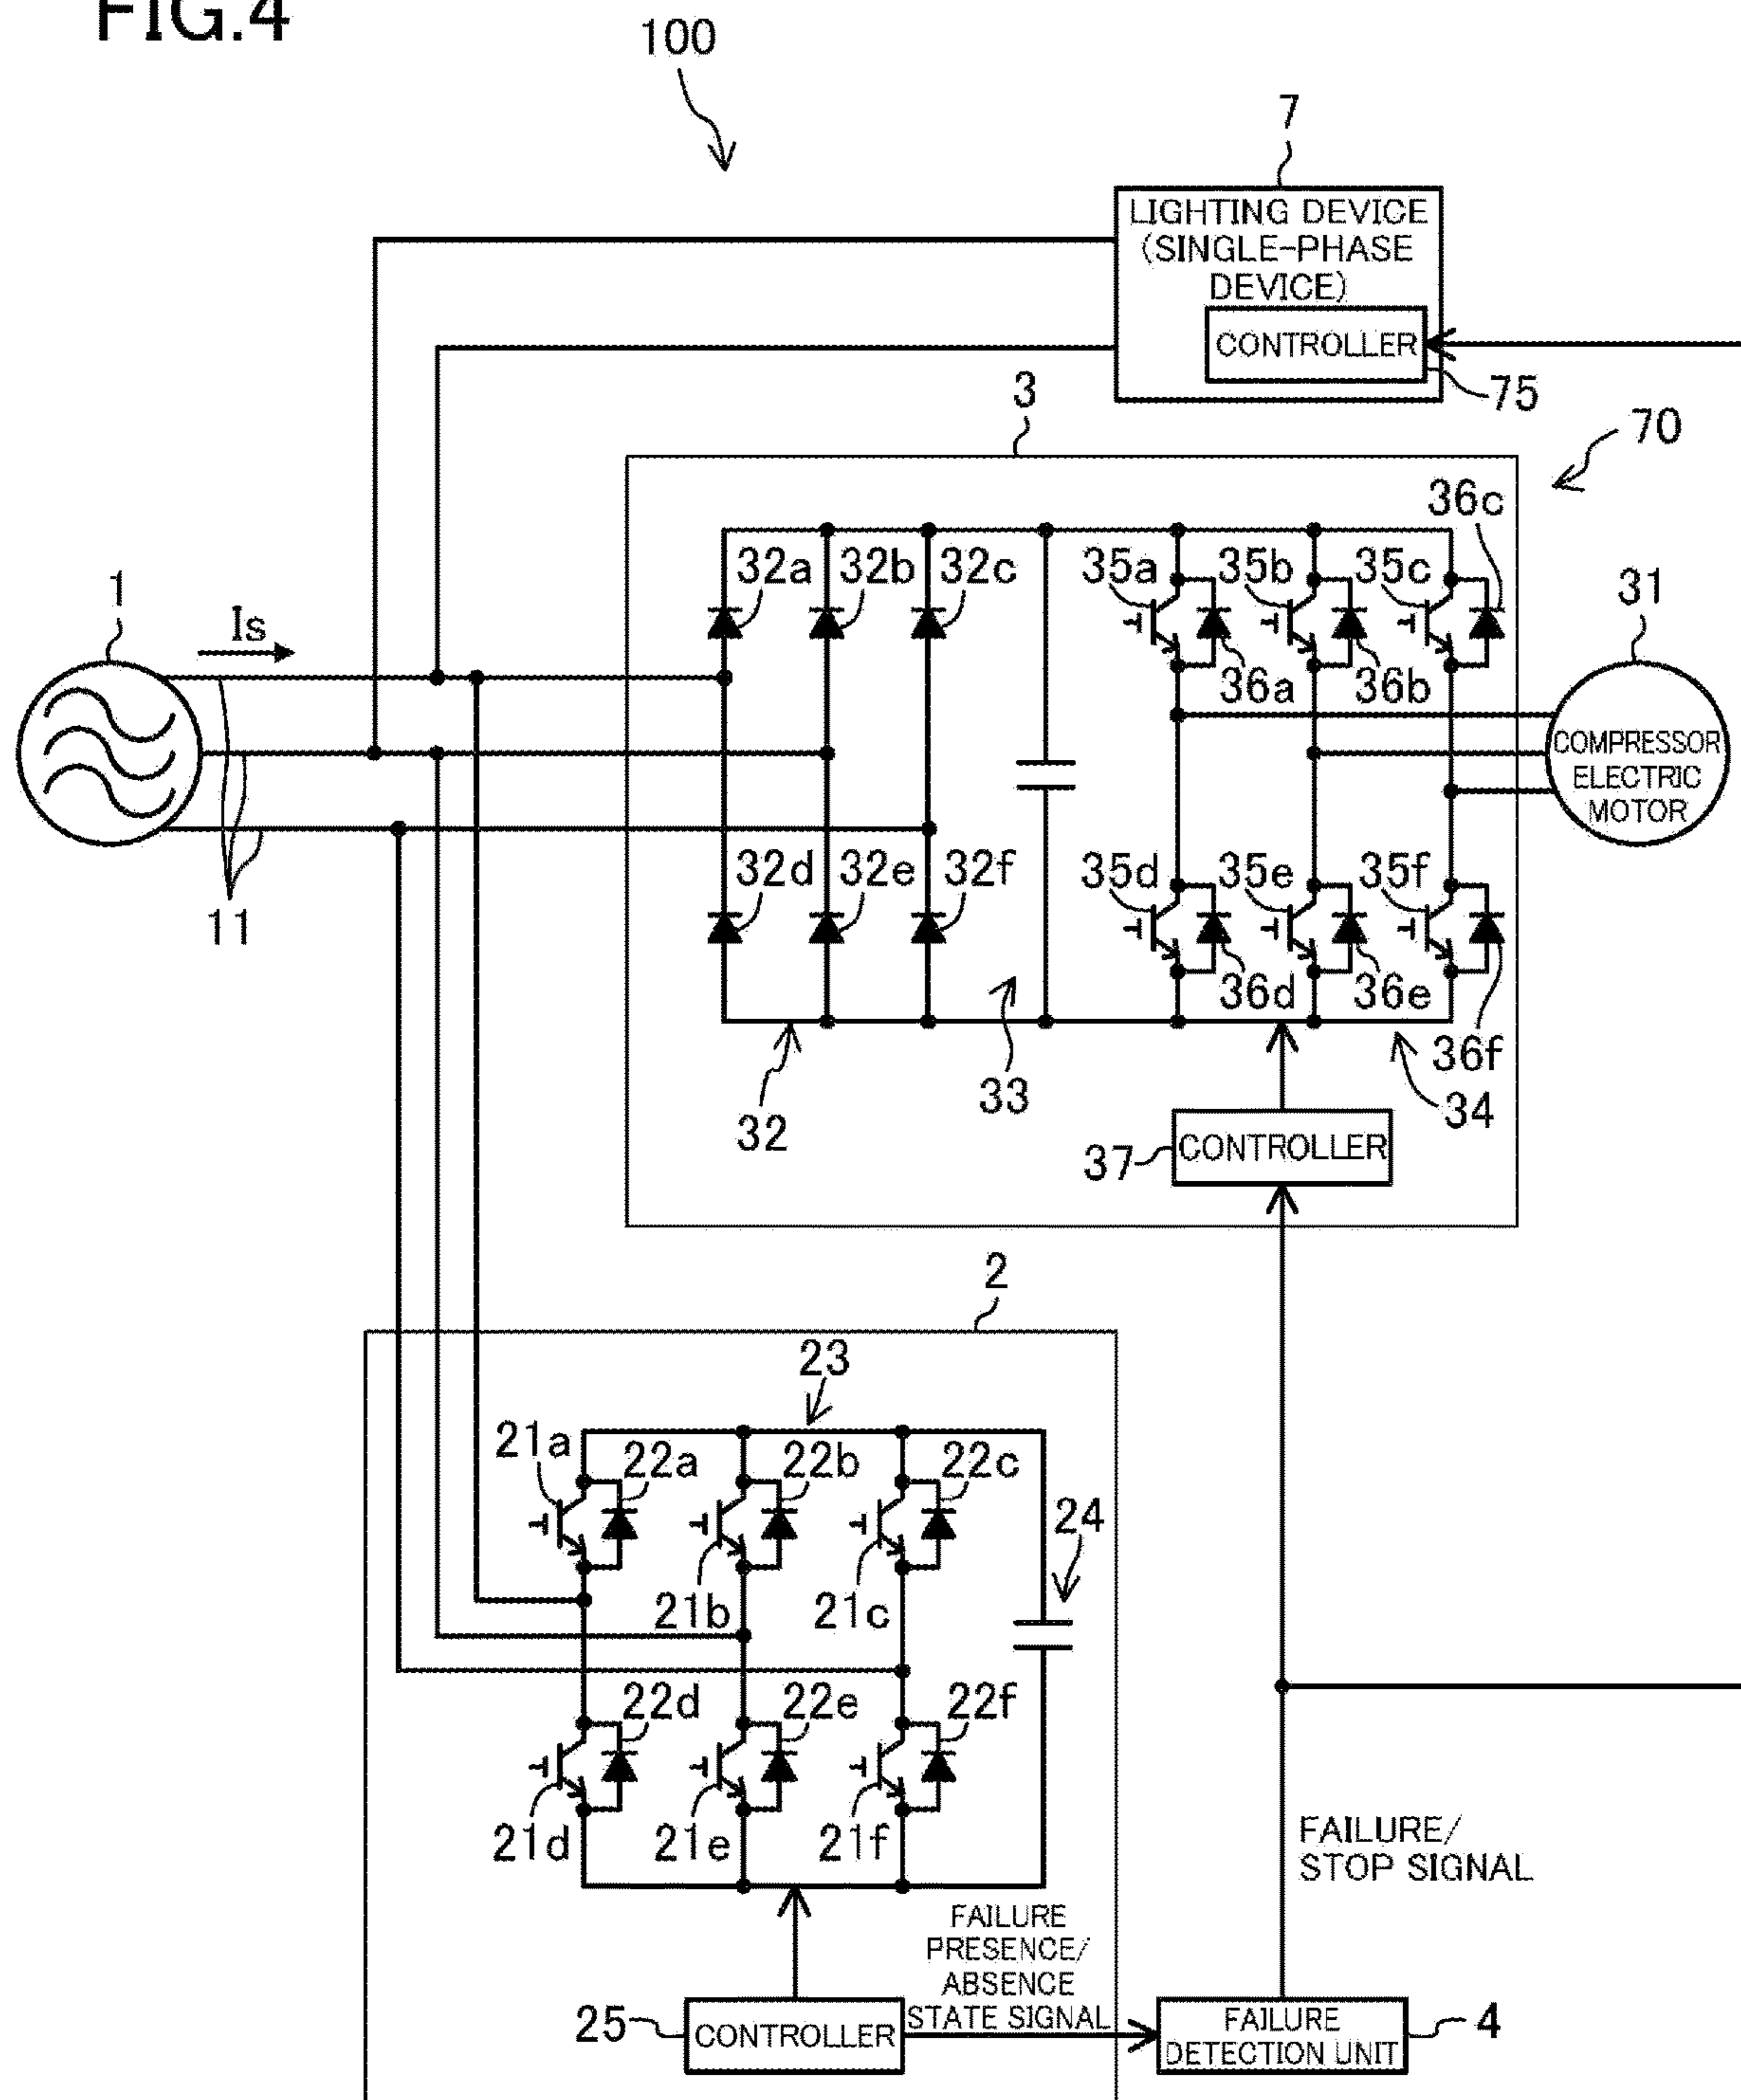 FIG.4
100
7
LIGHTING DEVICE
(SINGLE-PHASE
DEVICE)
CONTROLLER
75
3
70
36c
32a 32b 32c 35a 35b 35c
1
Is
31
36a 36b
COMPRESSOR
ELECTRIC
MOTOR
32d 32e 32f 35d 35e 35f
11
36d 36e
36f
33
34
32
37 CONTROLLER
2
23
21a 22a 22b 22c
24
21b 21c
22d 22e 22f
21d 21e 21f
FAILURE/
STOP SIGNAL
FAILURE
PRESENCE/
ABSENCE
STATE SIGNAL
25 CONTROLLER
FAILURE
DETECTION UNIT
4